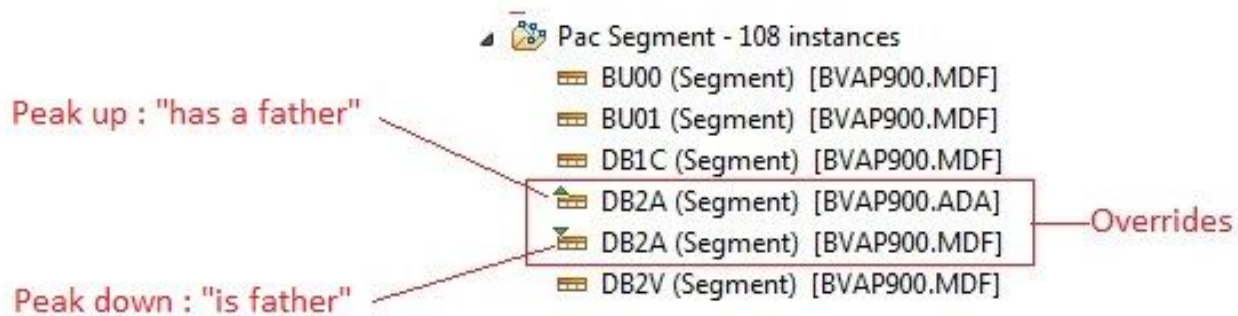 Pac Segment - 108 instances
BU00 (Segment) [BVAP900.MDF]
Peak up : "has a father"
BU01 (Segment) [BVAP900.MDF]
DB1C (Segment) [BVAP900.MDF]
DB2A (Segment) [BVAP900.ADA]
Overrides
DB2A (Segment) [BVAP900.MDF]
DB2V (Segment) [BVAP900.MDF]
Peak down : "is father"